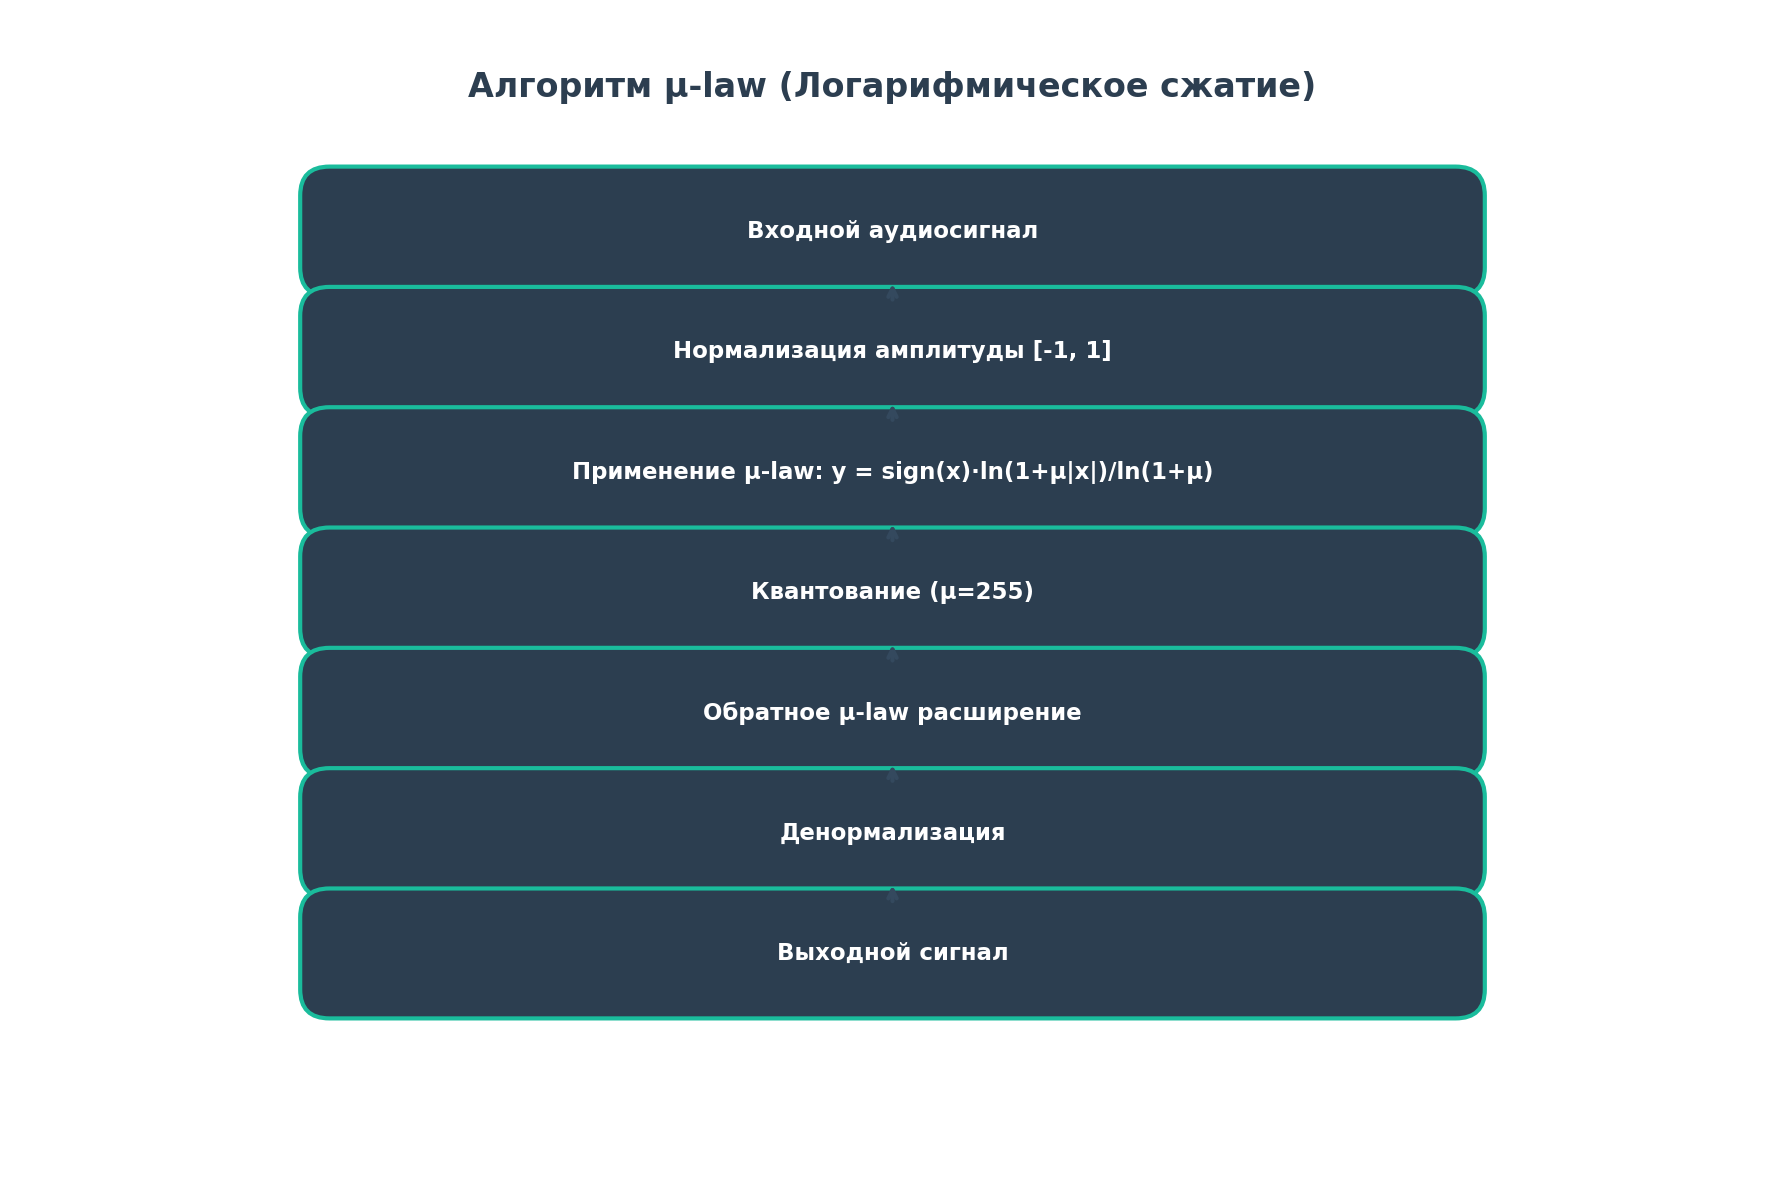 Алгоритм μ-law (Логарифмическое сжатие)
Входной аудиосигнал
Нормализация амплитуды [-1, 1]
Применение μ-law: y = sign(x)·ln(1+μ|x|)/ln(1+μ)
Квантование (μ=255)
Обратное μ-law расширение
Денормализация
Выходной сигнал